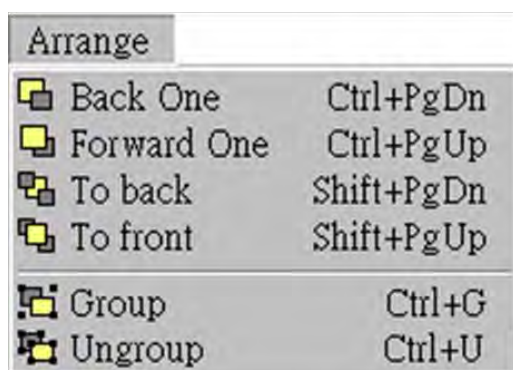 Arrange
Back One Ctrl+PgDn
Forward One Ctrl+PgUp
To back Shift+PgDn
To front Shift+PgUp
Group Ctrl+G
Ungroup Ctrl+U